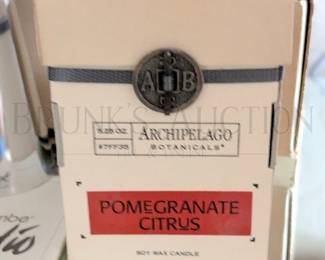 A B
BRUNK'S AUCTION
5.25 OZ.
ARCHIPELAGO
BOTANICALS
POMEGRANATE
CITRUS
SOY WAX CANDLE